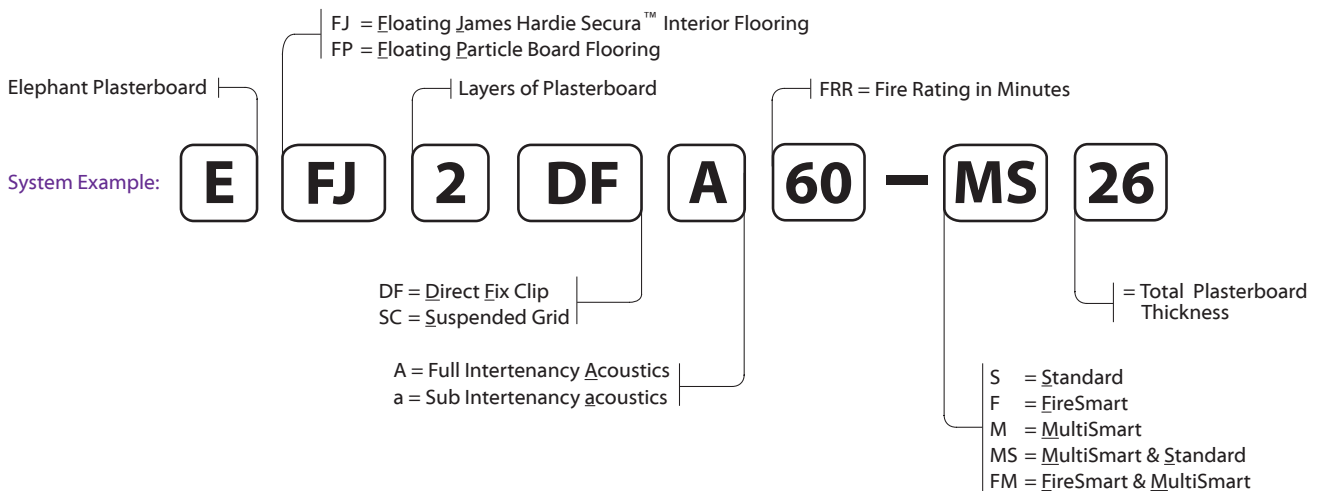 FJ = Floating James Hardie Secura™ Interior Flooring
FP = Floating Particle Board Flooring
Elephant Plasterboard
Layers of Plasterboard
FRR = Fire Rating in Minutes
System Example: E FJ 2 DF A 60 – MS 26
DF = Direct Fix Clip
SC = Suspended Grid
= Total Plasterboard
Thickness
A = Full Intertenancy Acoustics
a = Sub Intertenancy acoustics
S = Standard
F = FireSmart
M = MultiSmart
MS = MultiSmart & Standard
FM = FireSmart & MultiSmart